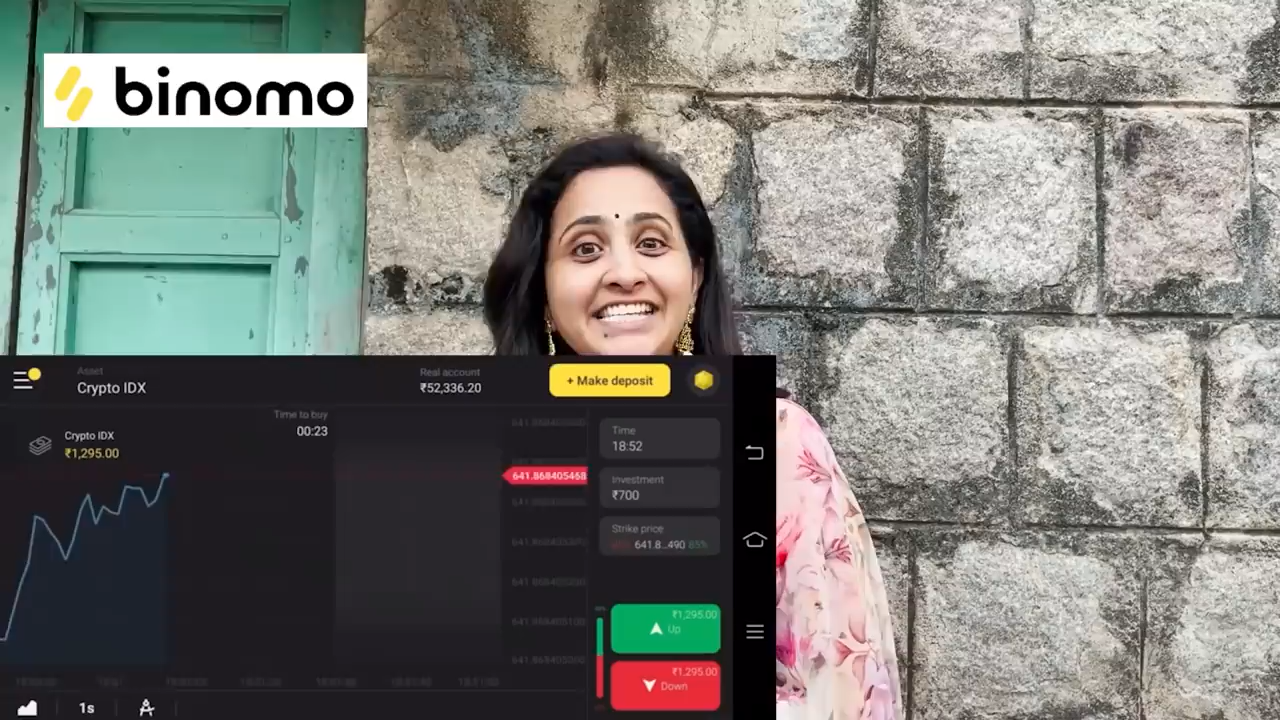 binomo
Asset
Crypto IDX
Real account
₹52,336.20
+ Make deposit
Time to buy
00:23
Crypto IDX
₹1,295.00
641.868405468
Time
18:52
Investment
₹700
Strike price
641.8...490 85%
₹1,295.00
Up
₹1,295.00
Down
1s